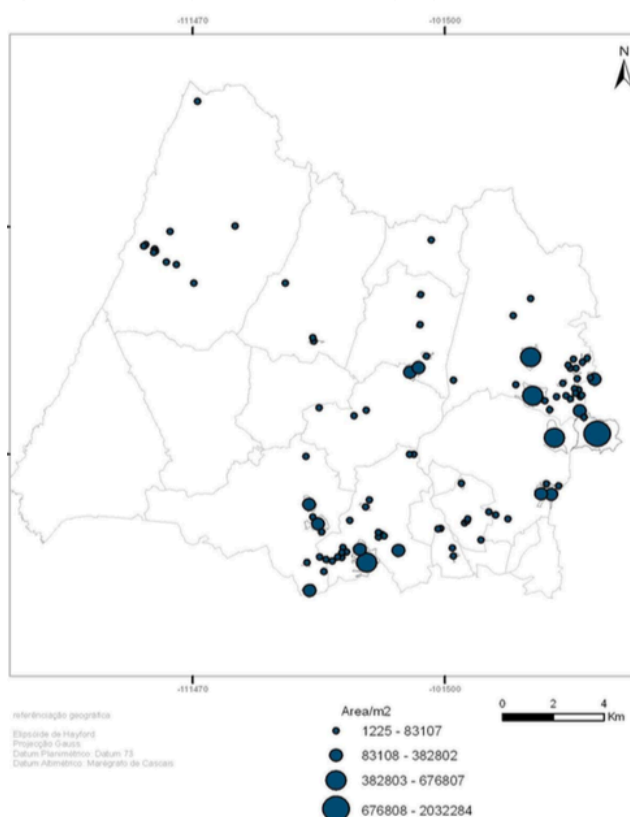 -111470
-101500
N
-111470
-101500
referênciação geográfica
Elipsóide de Hayford
Projecção Gauss
Datum Planimétrico: Datum 73
Datum Altimétrico: Marégrafo de Cascais
Area/m2
1225 - 83107
83108 - 382802
382803 - 676807
676808 - 2032284
0 2 4
Km